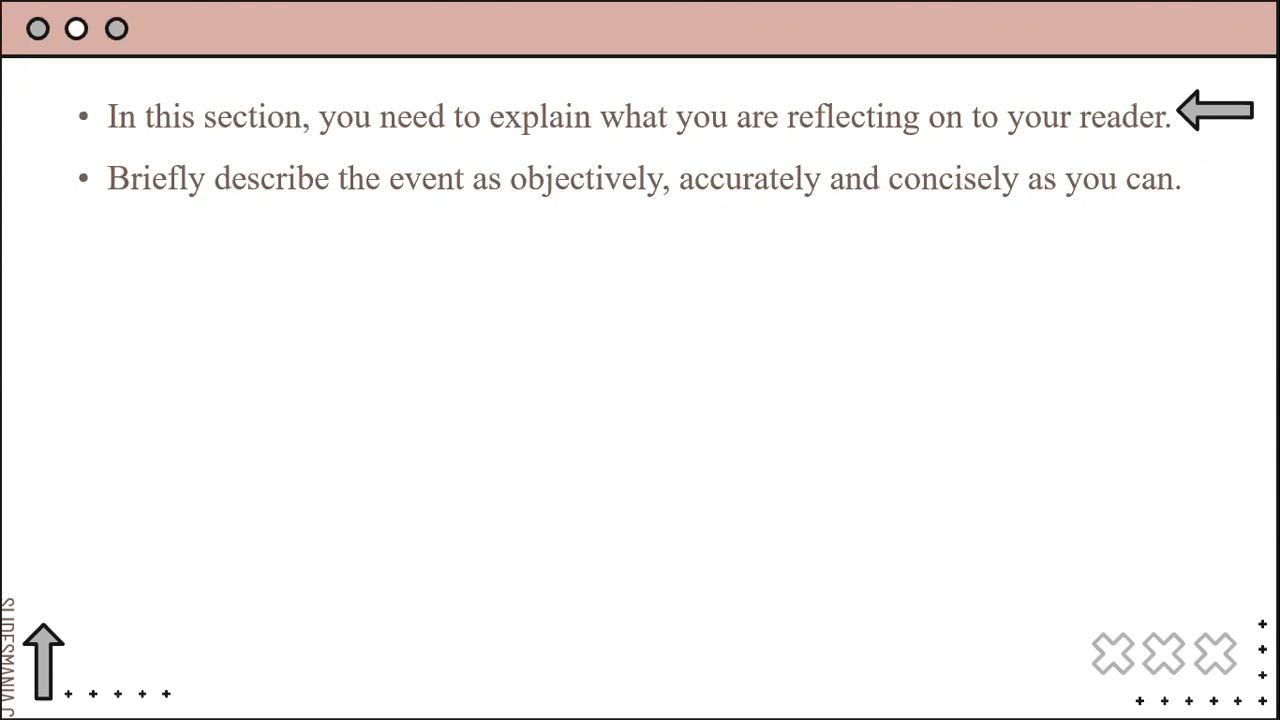 • In this section, you need to explain what you are reflecting on to your reader.
• Briefly describe the event as objectively, accurately and concisely as you can.
SLIDESMANIA.C